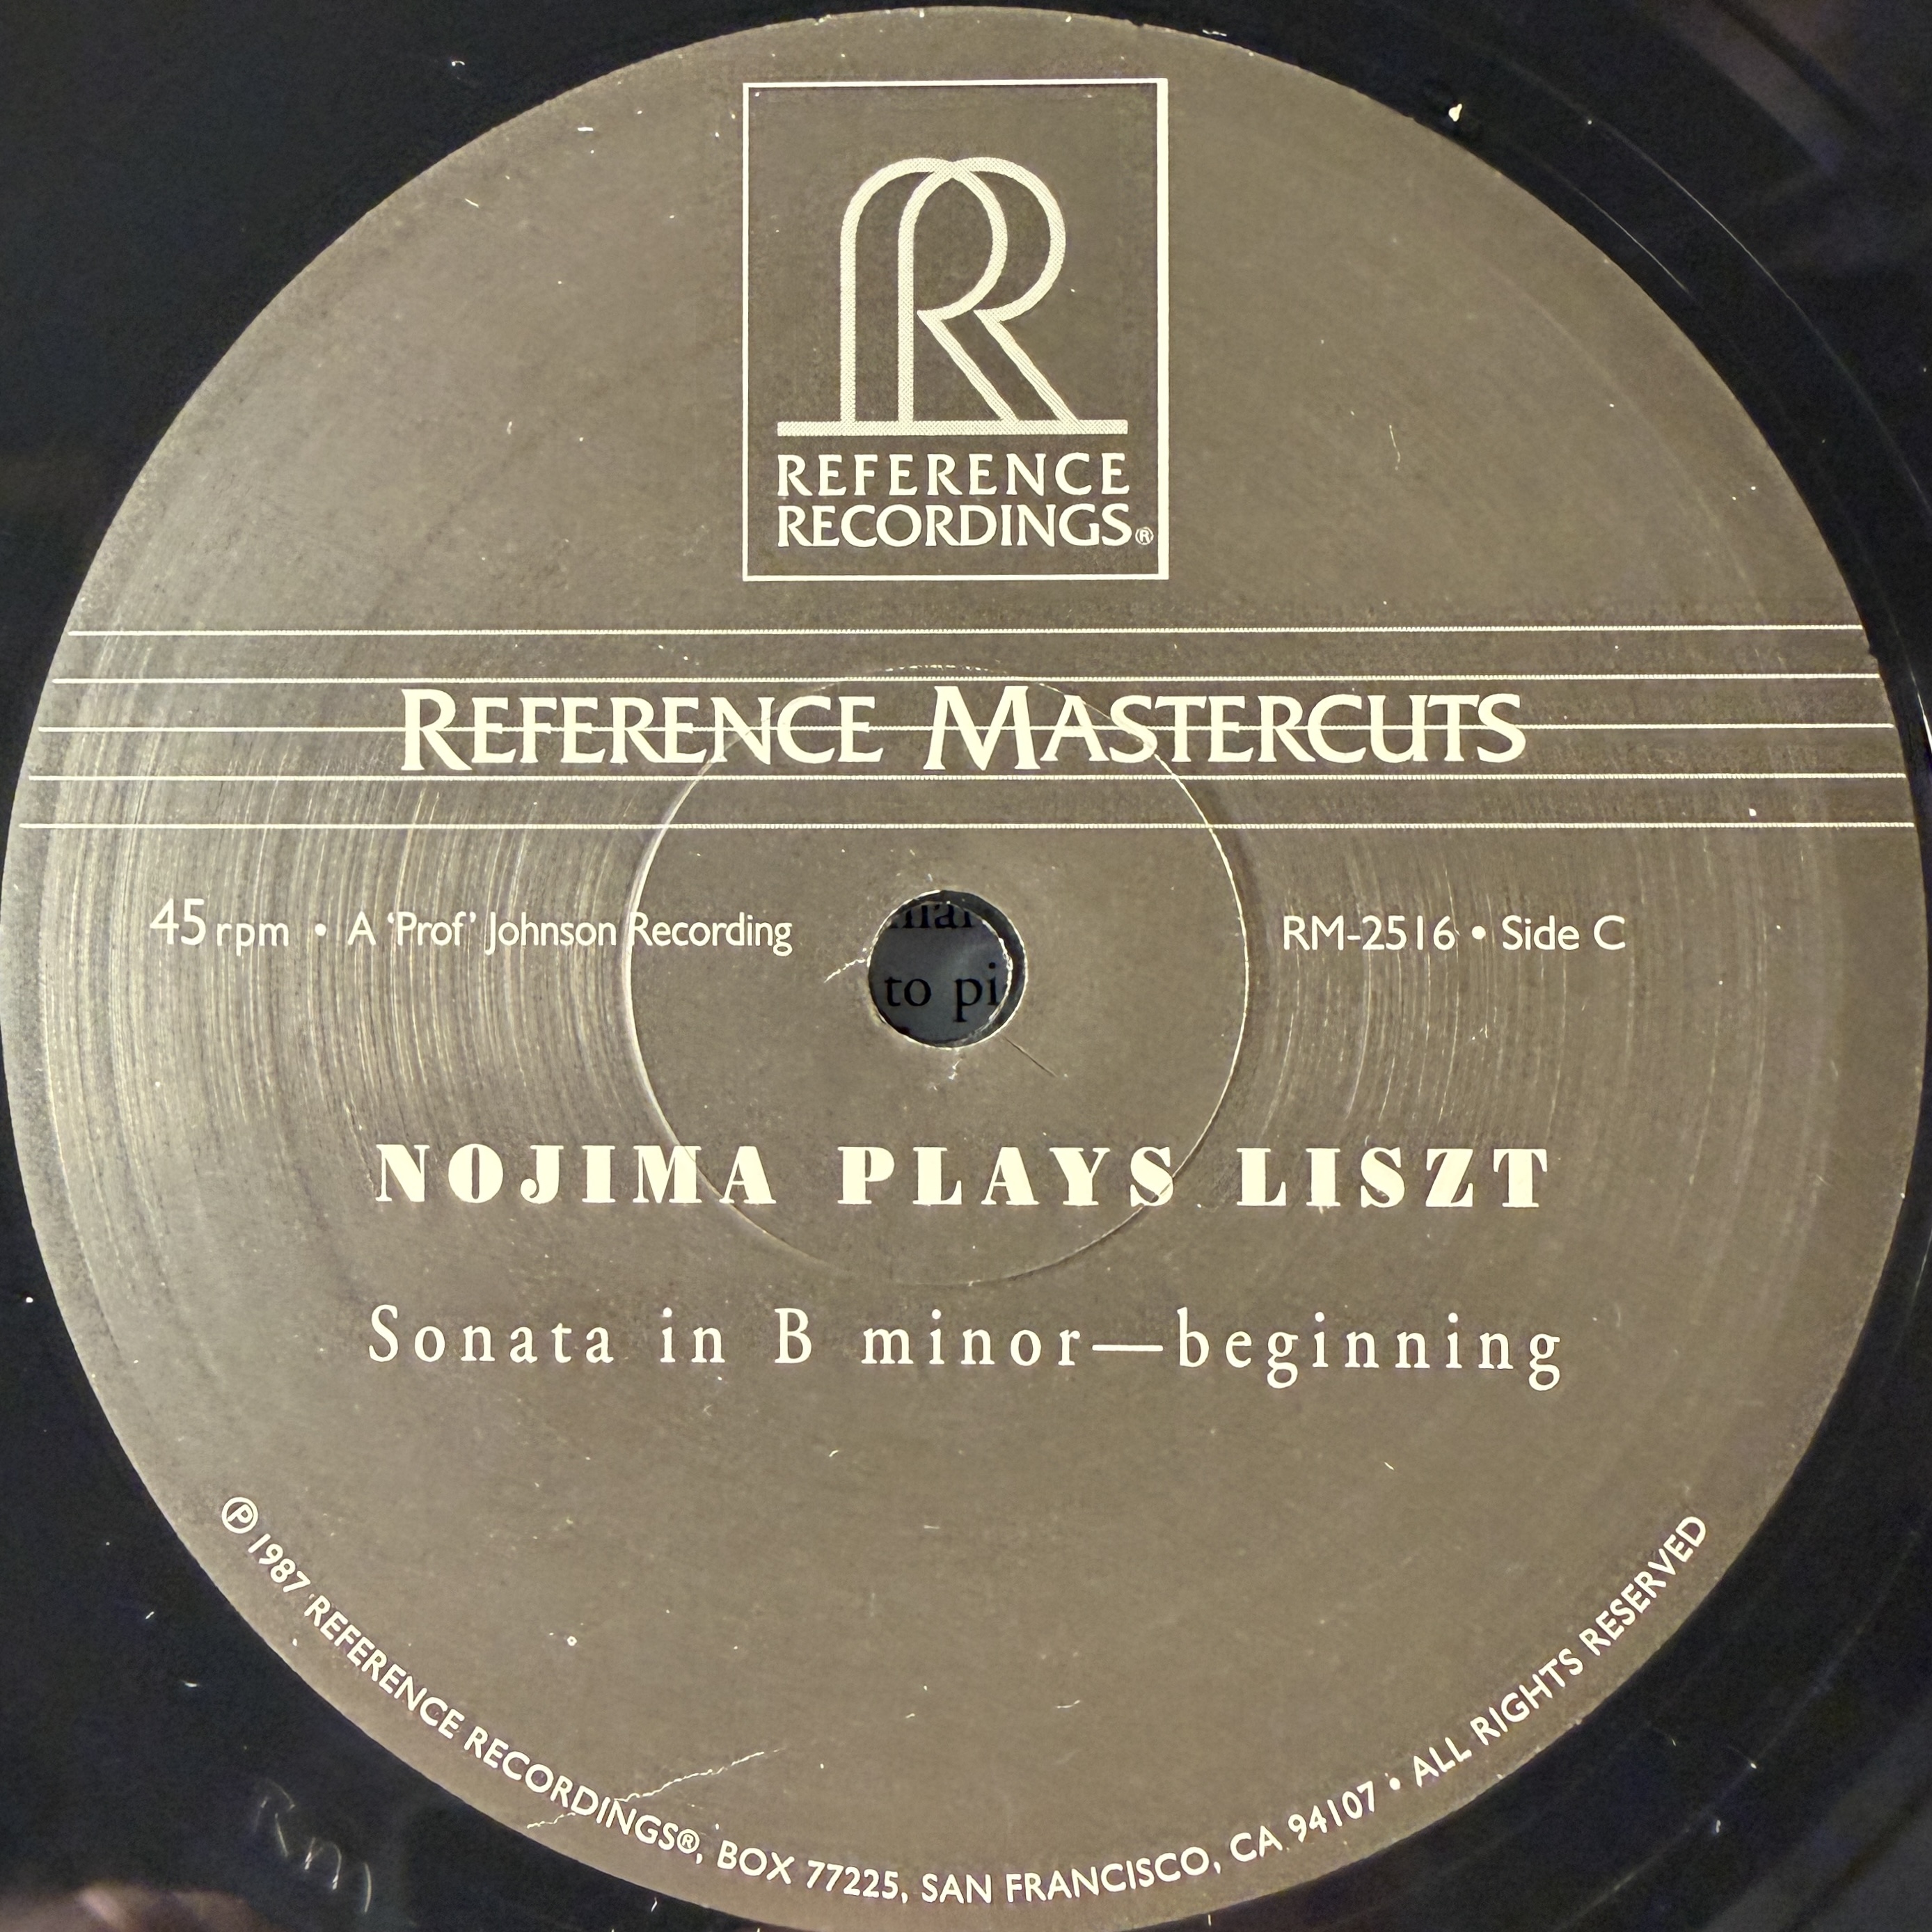 REFERENCE
RECORDINGS®
REFERENCE MASTERCUTS
45 rpm • A ‘Prof’ Johnson Recording
RM-2516 • Side C
to pi
NOJIMA PLAYS LISZT
Sonata in B minor—beginning
℗ 1987 REFERENCE RECORDINGS®, BOX 77225, SAN FRANCISCO, CA 94107 • ALL RIGHTS RESERVED
RM